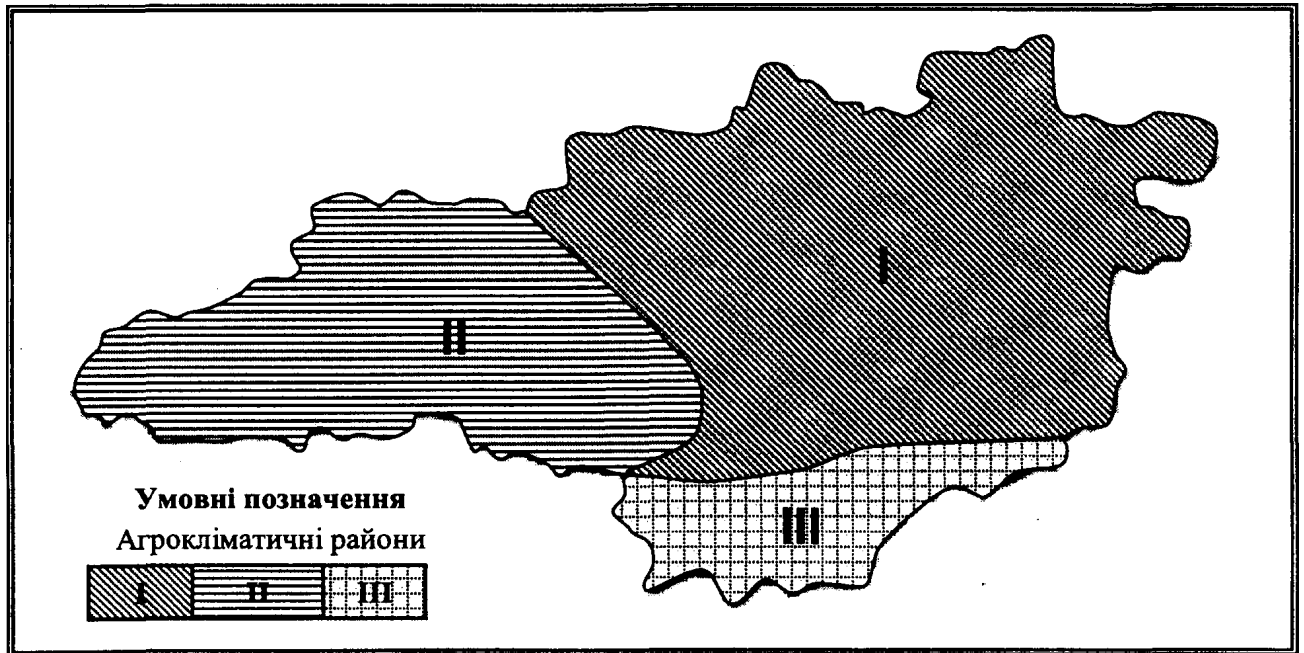 I
II
III
Умовні позначення
Агрокліматичні райони
I II III